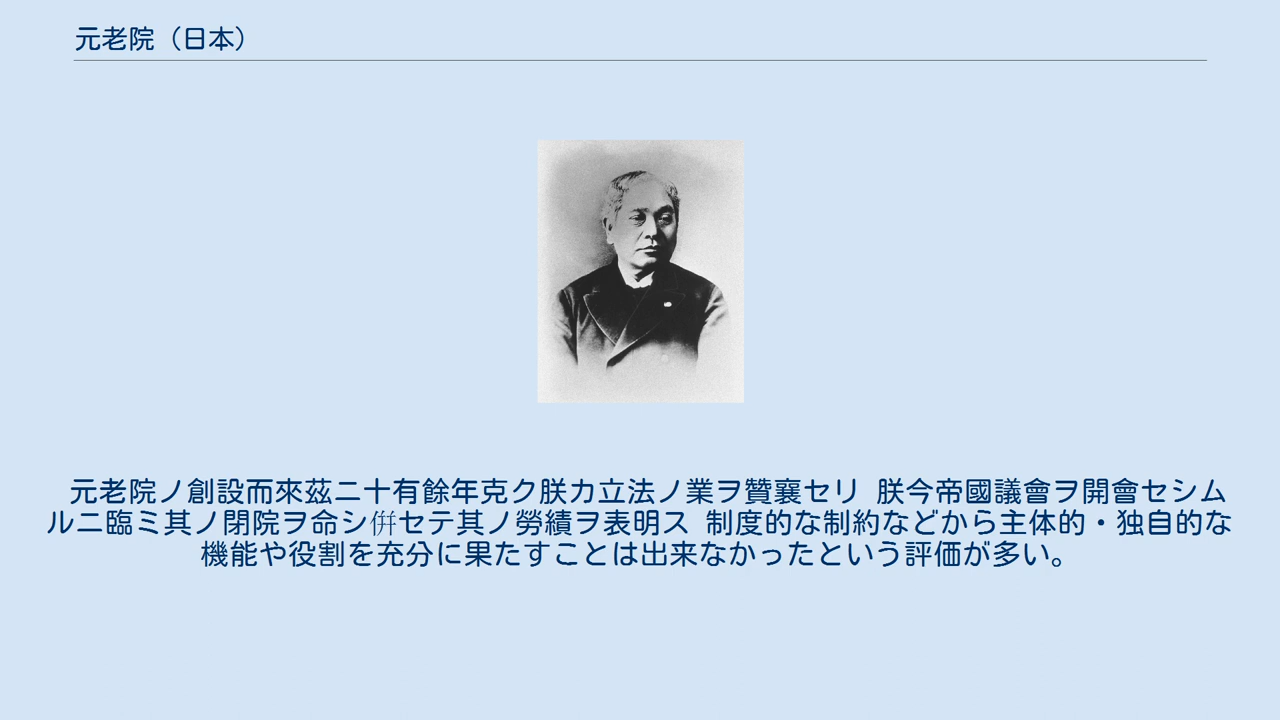 元老院（日本）
元老院ノ創設而來茲ニ十有餘年克ク朕カ立法ノ業ヲ贊襄セリ 朕今帝國議會ヲ開會セシム
ルニ臨ミ其ノ閉院ヲ命シ倂セテ其ノ勞績ヲ表明ス 制度的な制約などから主体的・独自的な
機能や役割を充分に果たすことは出来なかったという評価が多い。